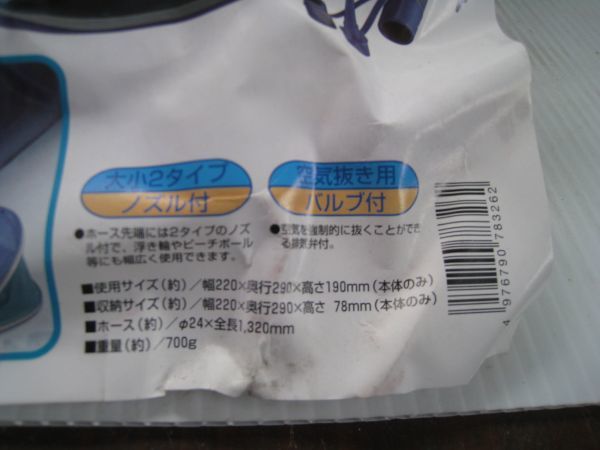 大小2タイプ
ノズル付
●ホース先端には2タイプのノズ
ル付で、浮き輪やビーチボール
等にも幅広く使用できます。
空気抜き用
バルブ付
●空気を強制的に抜くことができ
る排気弁付。
■使用サイズ(約)/幅220×奥行290×高さ190mm(本体のみ)
■収納サイズ(約)/幅220×奥行290×高さ 78mm(本体のみ)
■ホース(約)/φ24×全長1,320mm
■重量(約)/700g
4 976790 783262